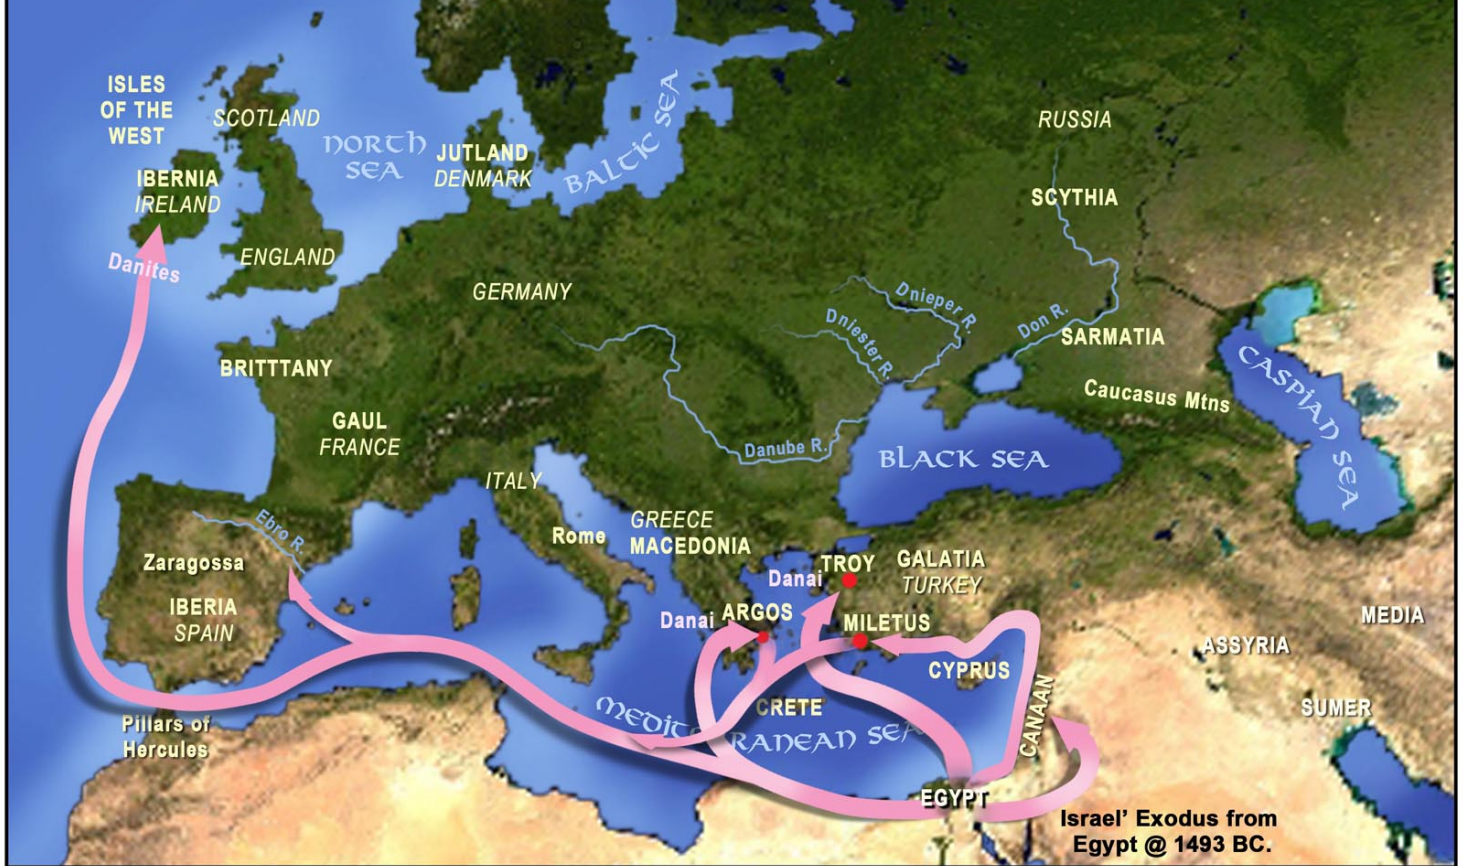 ISLES
OF THE
WEST
SCOTLAND
NORTH
SEA
JUTLAND
DENMARK
BALTIC SEA
RUSSIA
IBERNIA
IRELAND
SCYTHIA
Danites
ENGLAND
GERMANY
Dnieper R.
Dniester R.
Don R.
SARMATIA
BRITTTANY
Caucasus Mtns
CASPIAN SEA
GAUL
FRANCE
Danube R.
BLACK SEA
ITALY
Ebro R.
Rome
GREECE
MACEDONIA
Zaragossa
TROY
GALATIA
TURKEY
Danai
IBERIA
SPAIN
Danai
ARGOS
MILETUS
MEDIA
ASSYRIA
CYPRUS
CRETE
CANAAN
SUMER
MEDITERRANEAN SEA
Pillars of
Hercules
EGYPT
Israel’ Exodus from
Egypt @ 1493 BC.